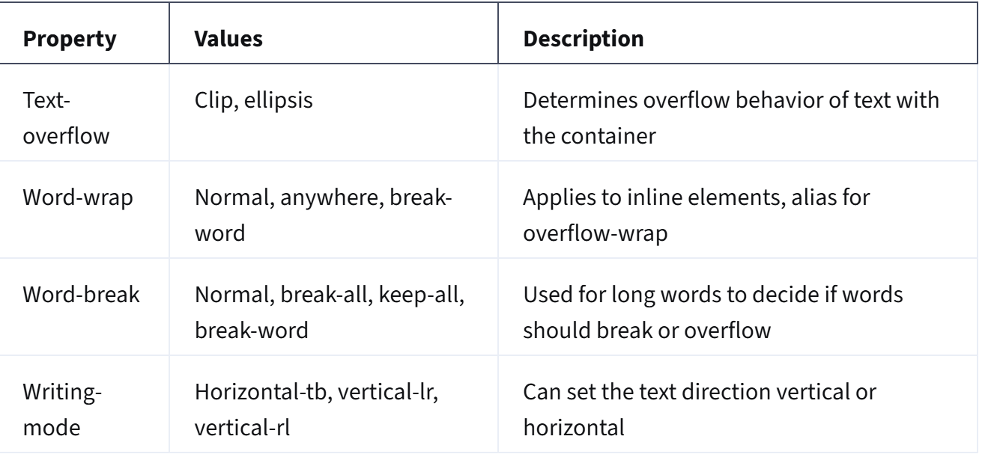 Property Values Description
Text-
overflow
Clip, ellipsis
Determines overflow behavior of text with
the container
Word-wrap
Normal, anywhere, break-
word
Applies to inline elements, alias for
overflow-wrap
Word-break
Normal, break-all, keep-all,
break-word
Used for long words to decide if words
should break or overflow
Writing-
mode
Horizontal-tb, vertical-lr,
vertical-rl
Can set the text direction vertical or
horizontal